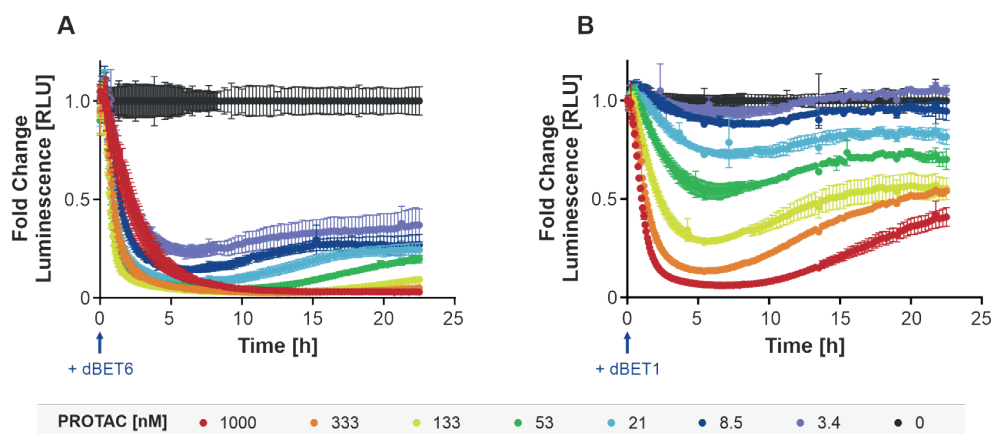 A
Fold Change
Luminescence [RLU]
1.0
0.5
0
0 5 10 15 20 25
Time [h]
+ dBET6
B
Fold Change
Luminescence [RLU]
1.0
0.5
0
0 5 10 15 20 25
Time [h]
+ dBET1
PROTAC [nM] 1000 333 133 53 21 8.5 3.4 0